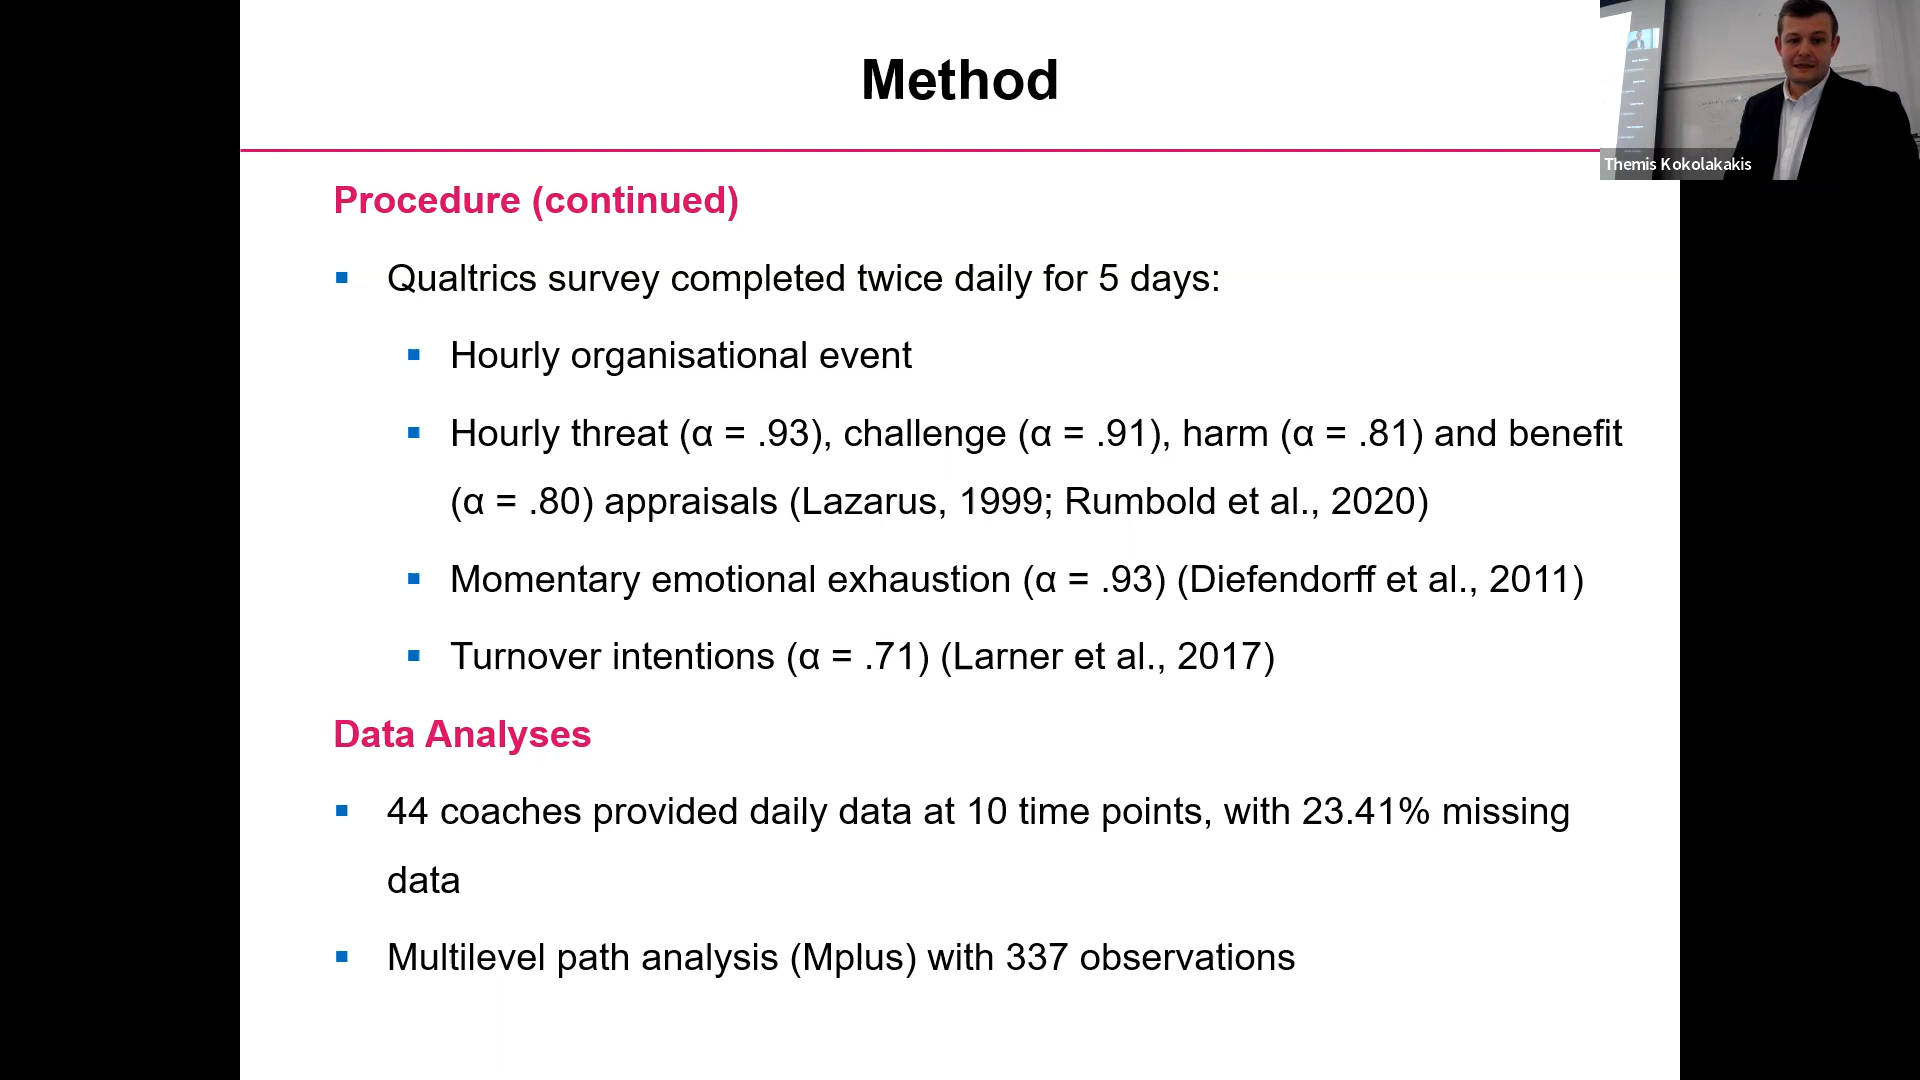 Method
Themis Kokolakakis
Procedure (continued)
▪ Qualtrics survey completed twice daily for 5 days:
▪ Hourly organisational event
▪ Hourly threat (α = .93), challenge (α = .91), harm (α = .81) and benefit
(α = .80) appraisals (Lazarus, 1999; Rumbold et al., 2020)
▪ Momentary emotional exhaustion (α = .93) (Diefendorff et al., 2011)
▪ Turnover intentions (α = .71) (Larner et al., 2017)
Data Analyses
▪ 44 coaches provided daily data at 10 time points, with 23.41% missing
data
▪ Multilevel path analysis (Mplus) with 337 observations